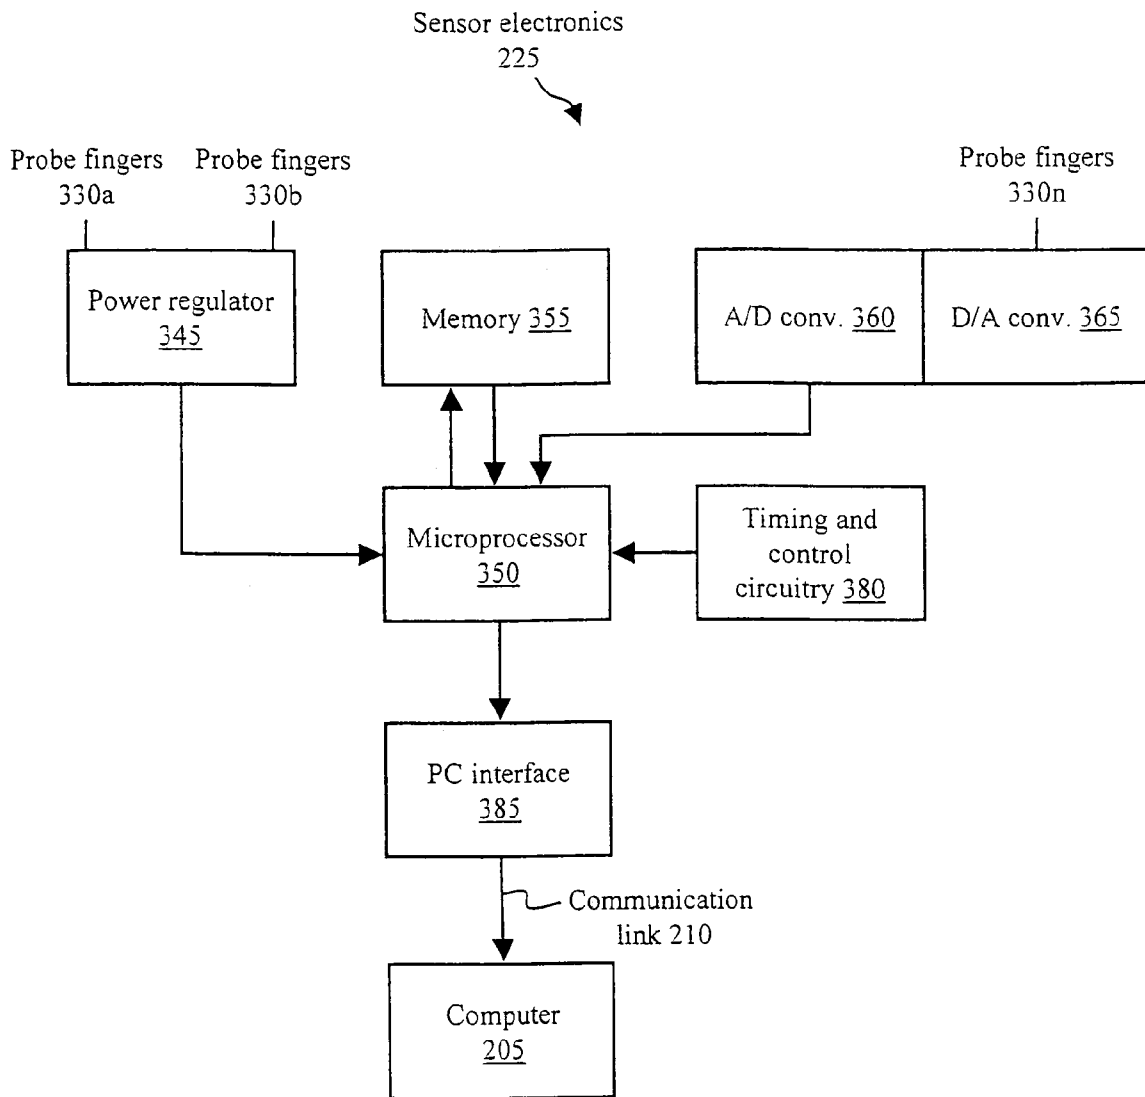 Sensor electronics
225
Probe fingers
330a
Probe fingers
330b
Probe fingers
330n
Power regulator
345
Memory 355
A/D conv. 360
D/A conv. 365
Microprocessor
350
Timing and
control
circuitry 380
PC interface
385
Communication
link 210
Computer
205